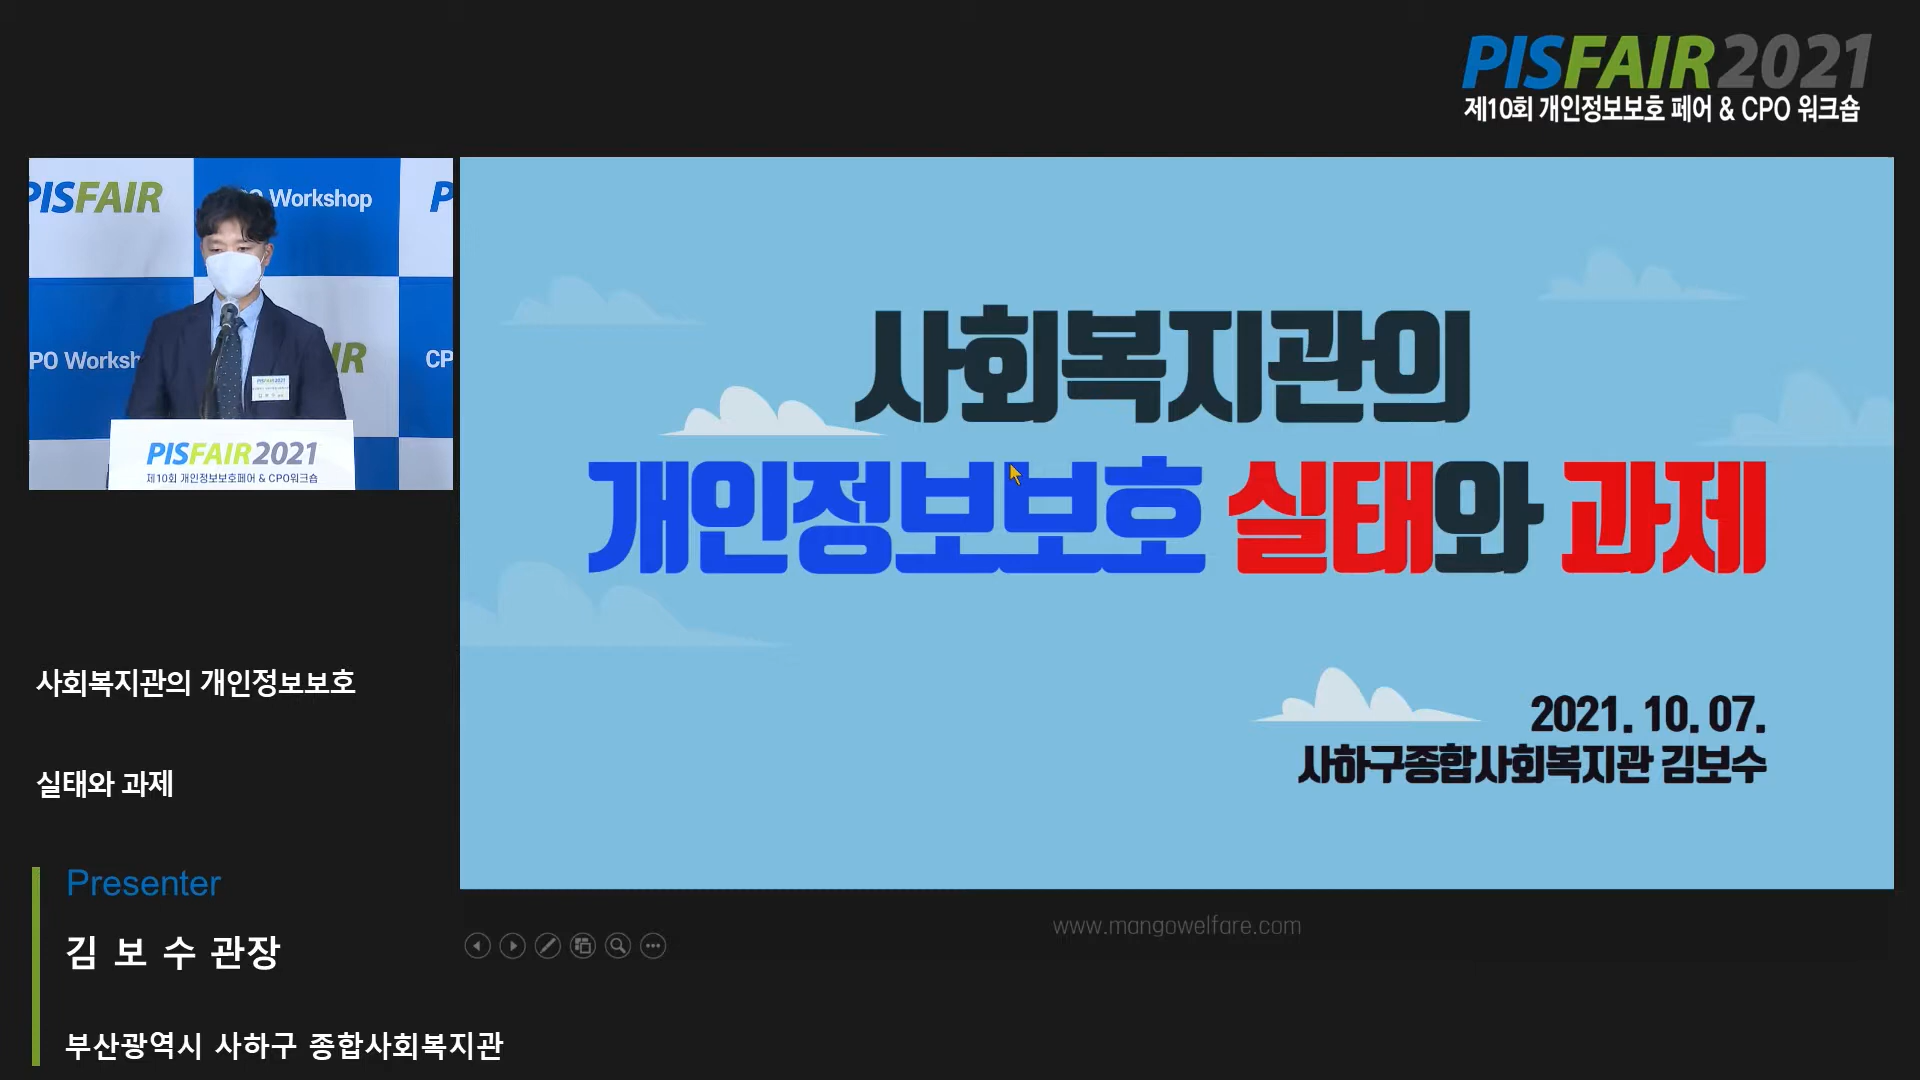 PISFAIR 2021
제10회 개인정보보호 페어 & CPO 워크숍
PISFAIR
Workshop
PO Worksh
IR
CP
PISFAIR 2021
제10회 개인정보보호페어 & CPO워크숍
사회복지관의
개인정보보호 실태와 과제
2021. 10. 07.
사하구종합사회복지관 김보수
www.mangowelfare.com
사회복지관의 개인정보보호
실태와 과제
Presenter
김 보 수 관장
부산광역시 사하구 종합사회복지관